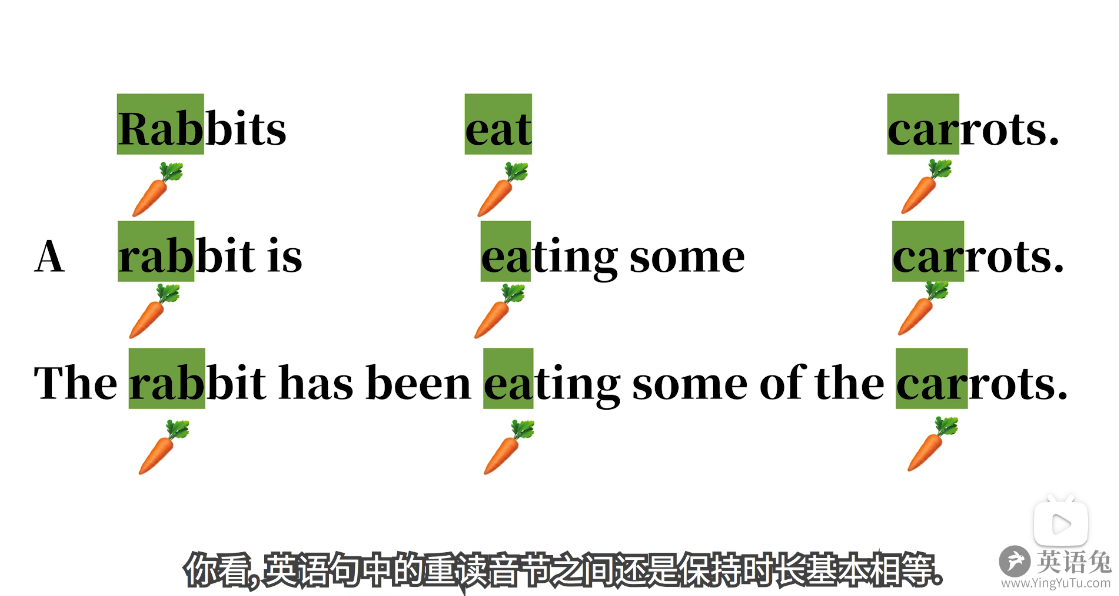 Rabbits eat carrots.
A rabbit is eating some carrots.
The rabbit has been eating some of the carrots.
你看, 英语句中的重读音节之间还是保持时长基本相等.
英语兔
www.YingYuTu.com